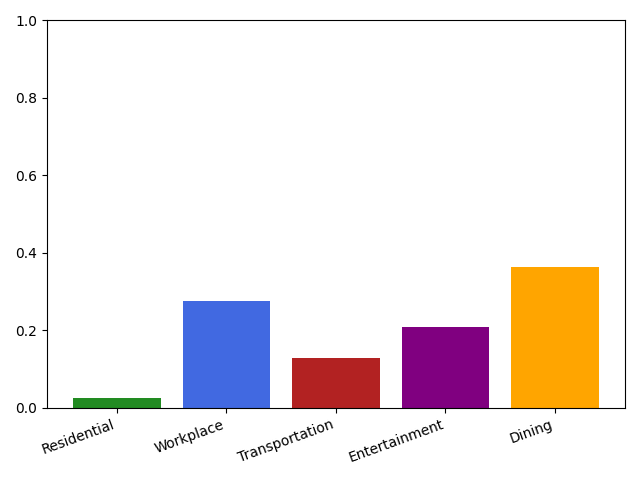 1.0
0.8
0.6
0.4
0.2
0.0
Residential
Workplace
Transportation
Entertainment
Dining